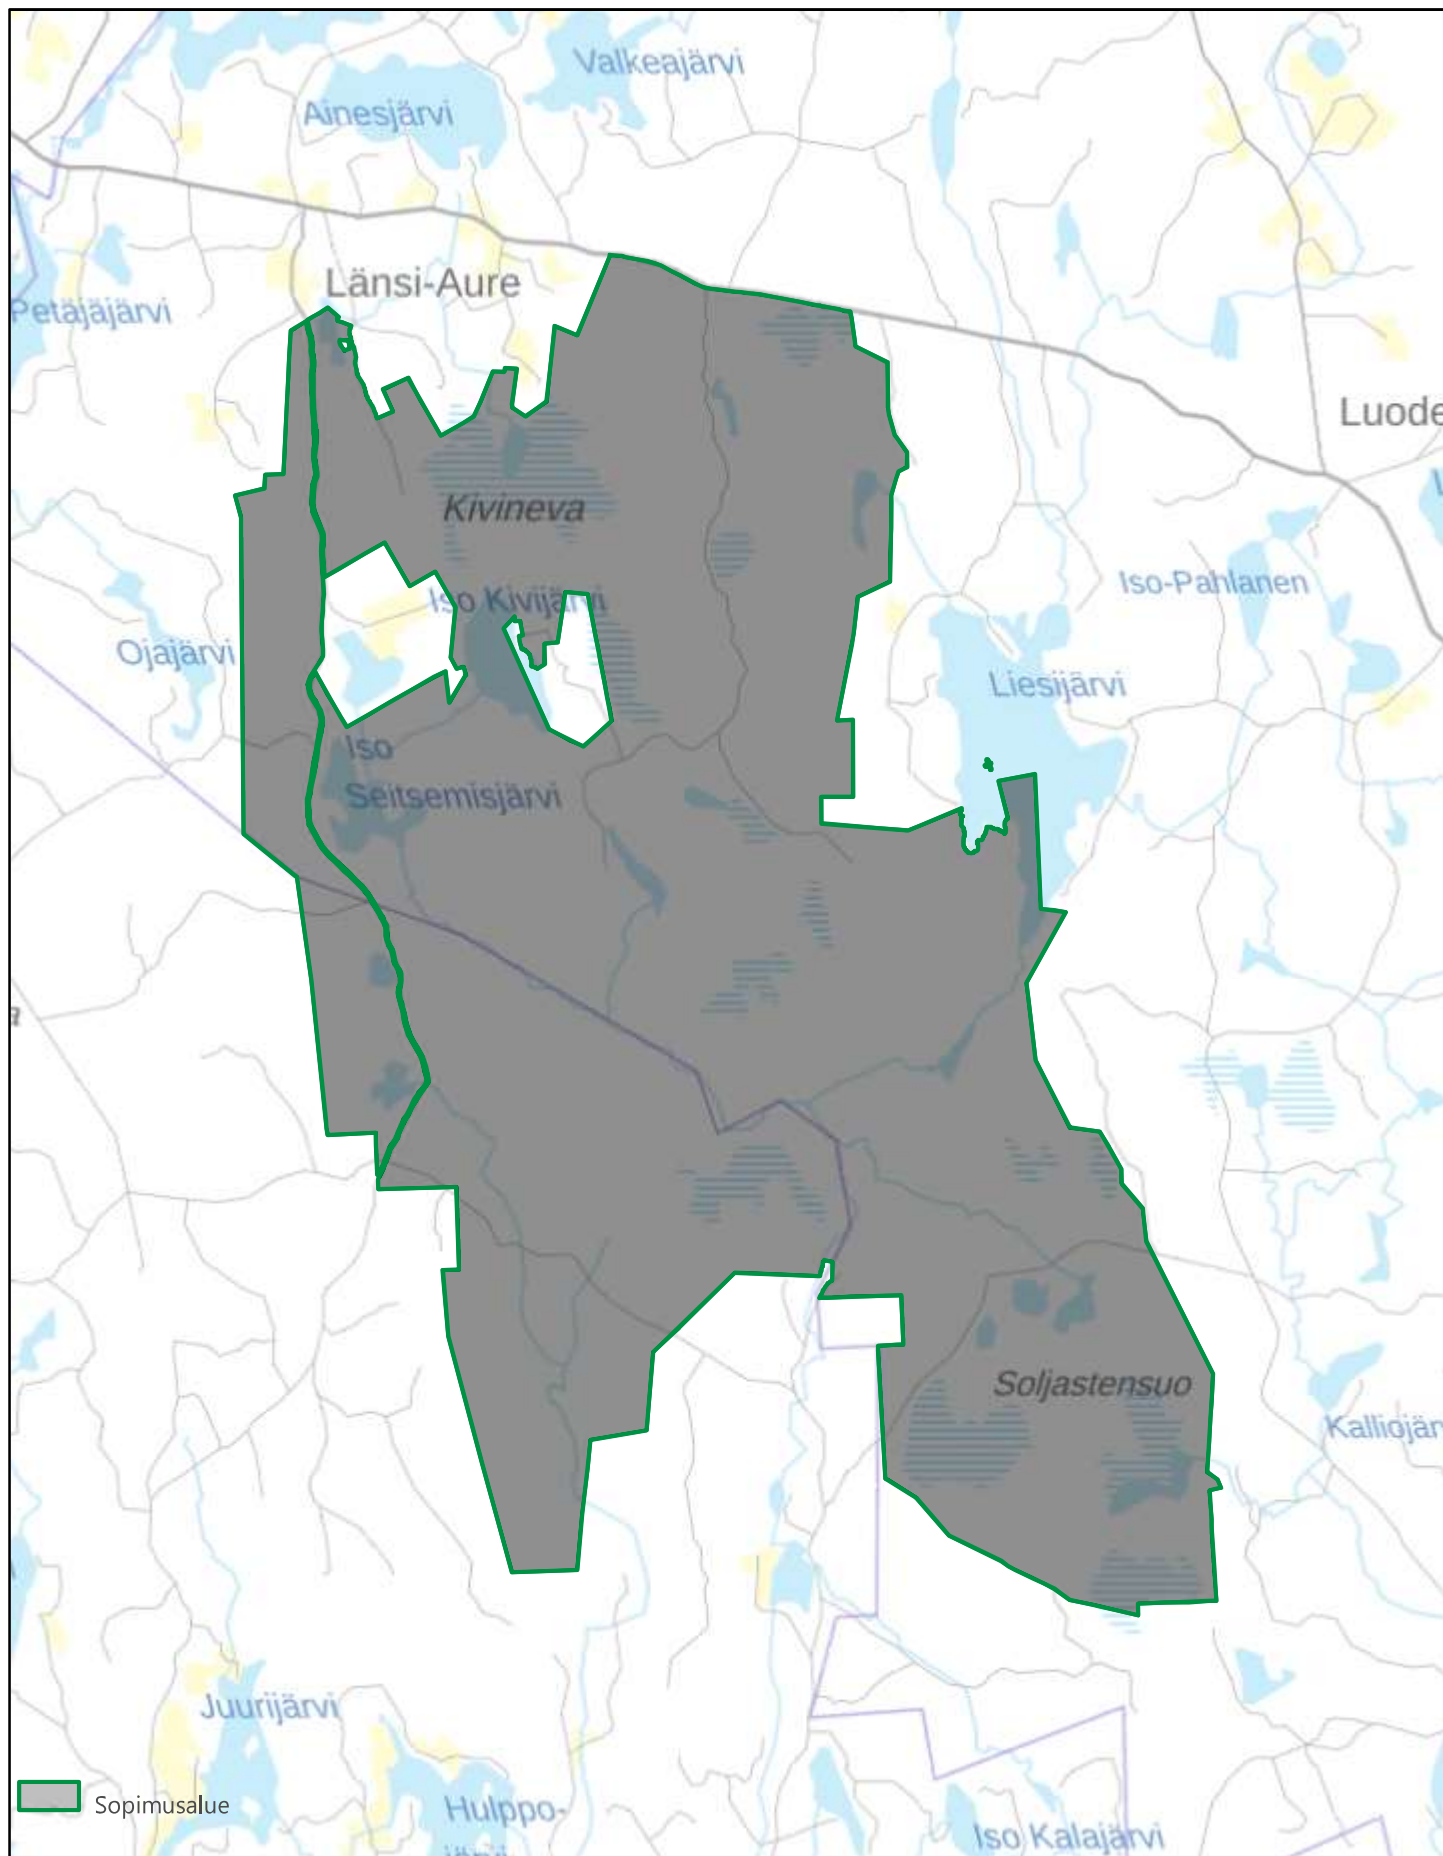 Valkeajärvi
Ainesjärvi
Länsi-Aure
Petäjäjärvi
Luode
Kivineva
Iso-Pahlanen
Iso Kivijärvi
Ojajärvi
Liesijärvi
Iso
Seitsemisjärvi
a
Soljastensuo
Kalliojär
Juurijärvi
Sopimusalue
Hulppo-
Iso Kalajärvi